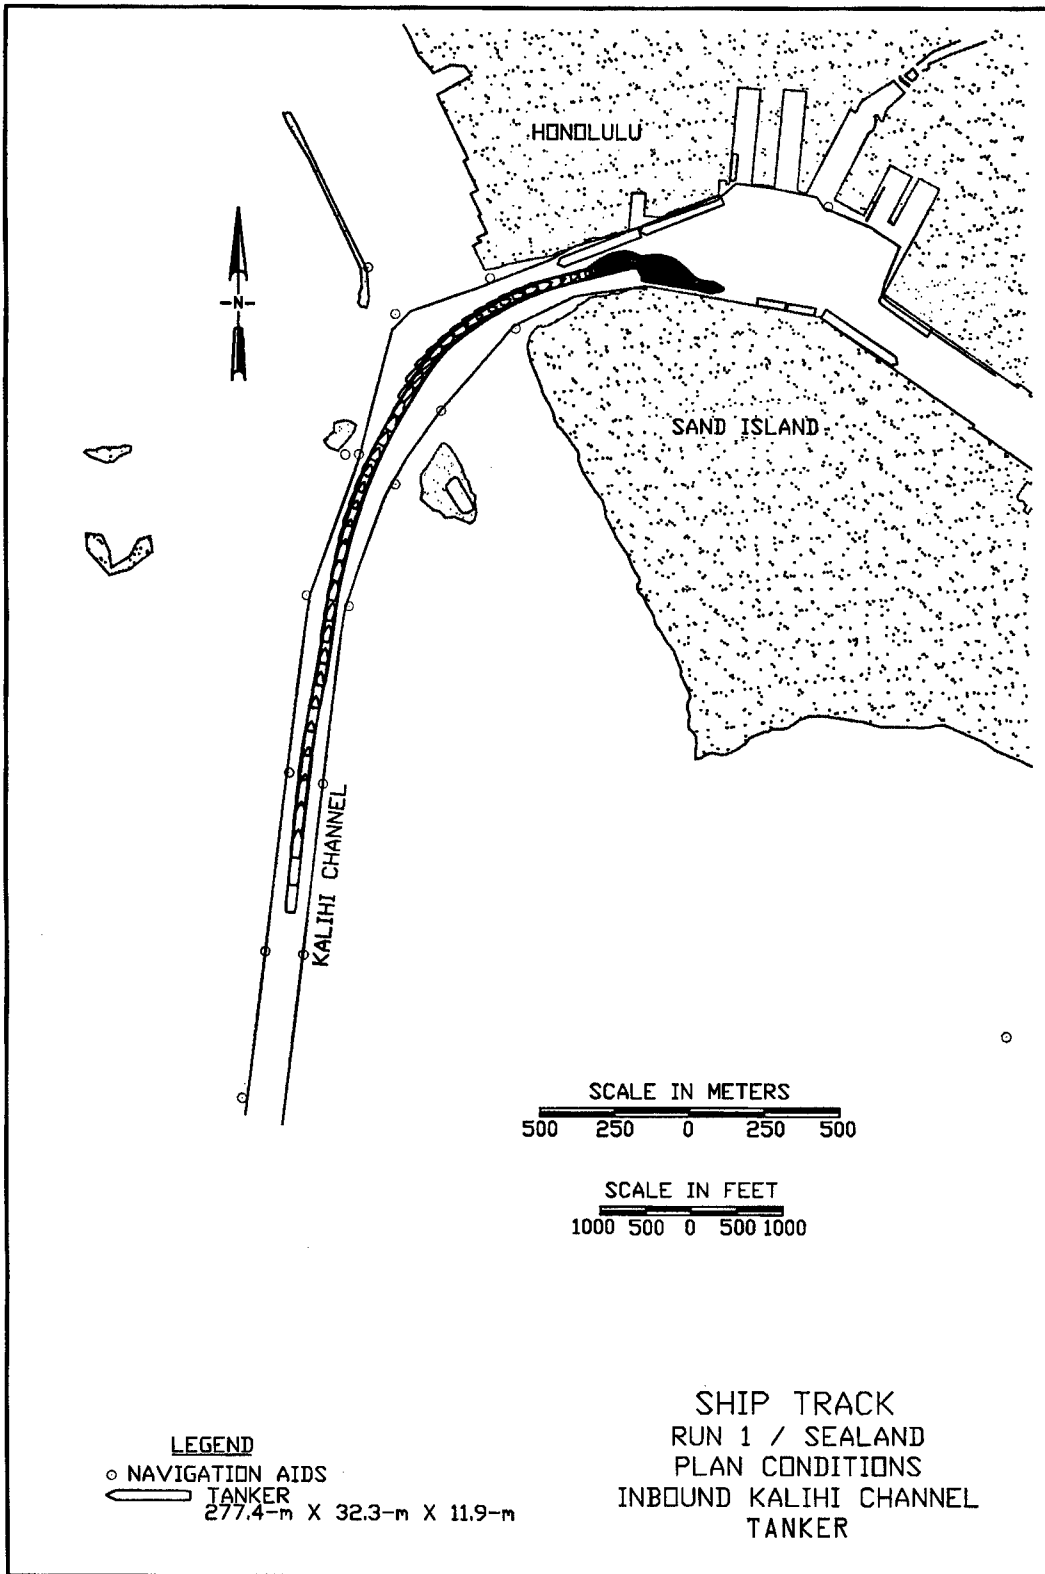 HONOLULU
N
SAND ISLAND
KALIHI CHANNEL
SCALE IN METERS
500 250 0 250 500
SCALE IN FEET
1000 500 0 500 1000
LEGEND
NAVIGATION AIDS
TANKER
277.4-m X 32.3-m X 11.9-m
SHIP TRACK
RUN 1 / SEALAND
PLAN CONDITIONS
INBOUND KALIHI CHANNEL
TANKER